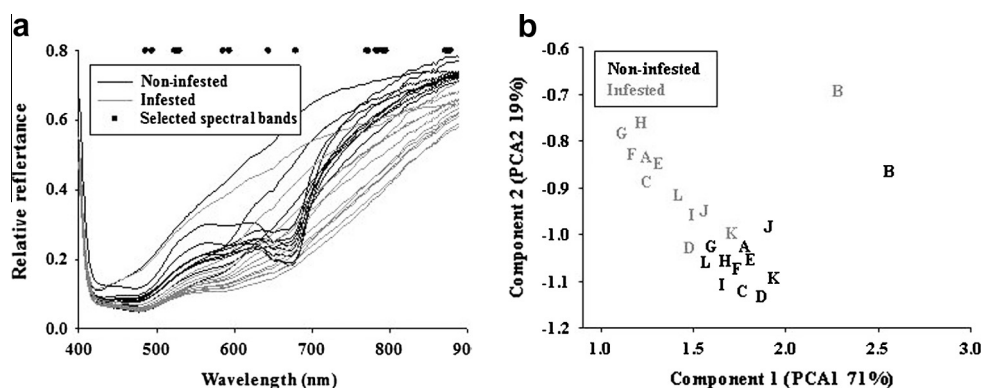 a
0.8
0.6
0.4
0.2
0.0
400 500 600 700 800 90
Relative reflertance
Wavelength (nm)
Non-infested
Infested
Selected spectral bands
b
-0.6
-0.7
-0.8
-0.9
-1.0
-1.1
-1.2
1.0 1.5 2.0 2.5 3.0
Component 2 (PCA2 19%)
Component 1 (PCA1 71%)
Non-infested
Infested
B
H
G
F A E
C
B
L
I J
K
D
J
G A
L H F E
I C D K